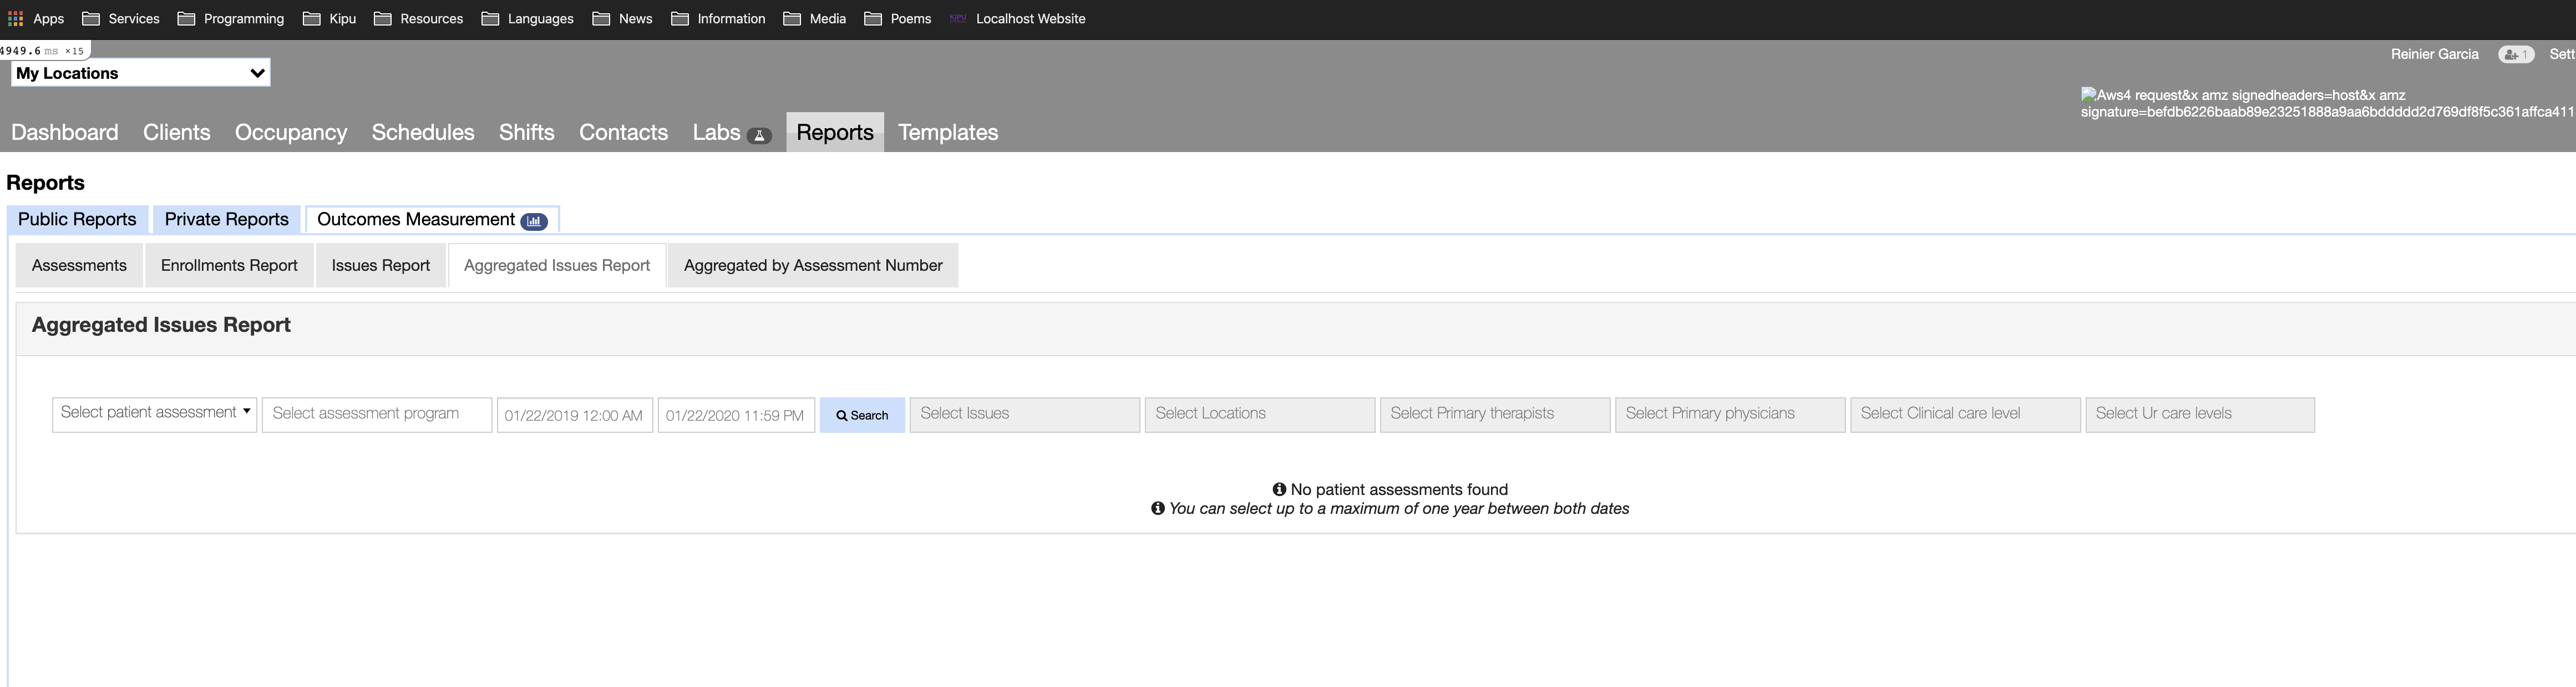 Apps Services Programming Kipu Resources Languages News Information Media Poems KIPU Localhost Website
4949.6 ms ×15
My Locations
Reinier Garcia 1 Sett
Aws4 request&x amz signedheaders=host&x amz
signature=befdb6226baab89e23251888a9aa6bddddd2d769df8f5c361affca411
Dashboard Clients Occupancy Schedules Shifts Contacts Labs Reports Templates
Reports
Public Reports Private Reports Outcomes Measurement
Assessments Enrollments Report Issues Report Aggregated Issues Report Aggregated by Assessment Number
Aggregated Issues Report
Select patient assessment Select assessment program 01/22/2019 12:00 AM 01/22/2020 11:59 PM Search Select Issues Select Locations Select Primary therapists Select Primary physicians Select Clinical care level Select Ur care levels
No patient assessments found
You can select up to a maximum of one year between both dates